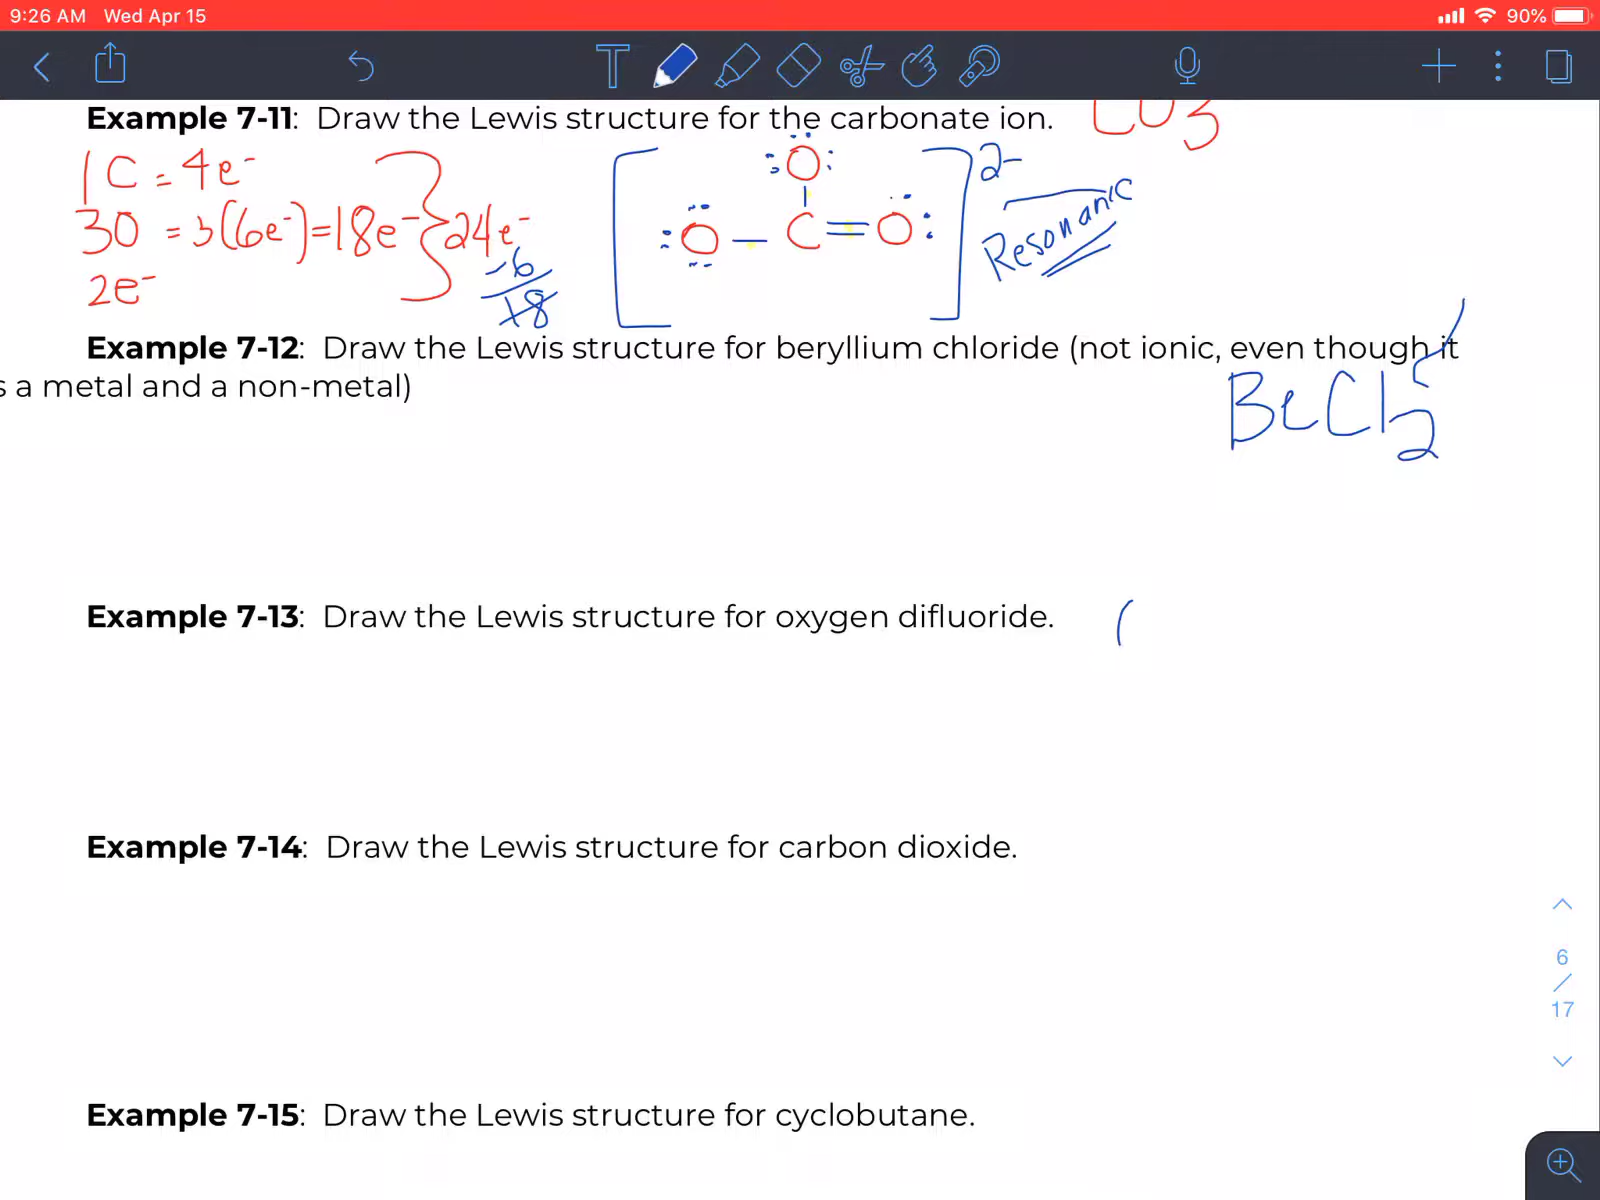 9:26 AM Wed Apr 15 90%
T
Example 7-11: Draw the Lewis structure for the carbonate ion. CO3
1C = 4e-
3O = 3(6e-) = 18e- } 24e-
2e-
-6
18
[ :O: C O = O: ] 2-
Resonanic
Example 7-12: Draw the Lewis structure for beryllium chloride (not ionic, even though it
s a metal and a non-metal)
BeCl2
Example 7-13: Draw the Lewis structure for oxygen difluoride. (
Example 7-14: Draw the Lewis structure for carbon dioxide.
6
/
17
Example 7-15: Draw the Lewis structure for cyclobutane.